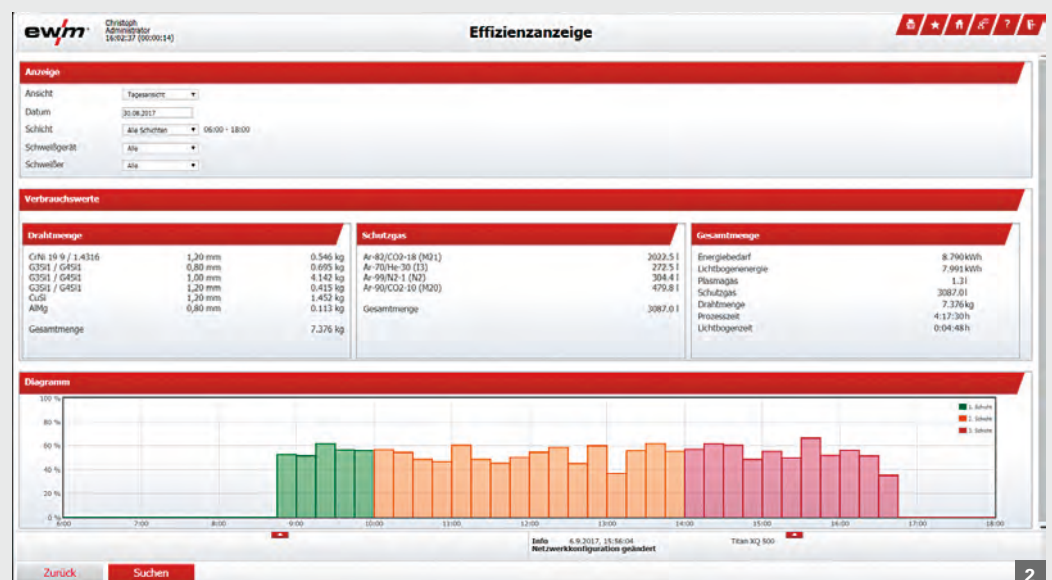 ewm
Christoph
Administrator
16:02:37 (00:00:14)
Effizienzanzeige
?
Anzeige
Ansicht Tagesansicht
Datum 30.08.2017
Schicht Alle Schichten 06:00 - 18:00
Schweißgerät Alle
Schweißer Alle
Verbrauchswerte
Drahtmenge
CrNi 19 9 / 1.4316 1,20 mm 0.546 kg
G3Si1 / G4Si1 0,80 mm 0.695 kg
G3Si1 / G4Si1 1,00 mm 4.142 kg
G3Si1 / G4Si1 1,20 mm 0.415 kg
CuSi 1,20 mm 1.452 kg
AlMg 0,80 mm 0.113 kg
Gesamtmenge 7.376 kg
Schutzgas
Ar-82/CO2-18 (M21) 2022.5 l
Ar-70/He-30 (I3) 272.5 l
Ar-99/N2-1 (N2) 304.4 l
Ar-90/CO2-10 (M20) 479.8 l
Gesamtmenge 3087.0 l
Gesamtmenge
Energiebedarf 8.790 kWh
Lichtbogenenergie 7.991 kWh
Plasmagas 1.3 l
Schutzgas 3087.0 l
Drahtmenge 7.376 kg
Prozesszeit 4:17:30 h
Lichtbogenzeit 0:04:48 h
Diagramm
100 %
80 %
60 %
40 %
20 %
0 %
6:00 7:00 8:00 9:00 10:00 11:00 12:00 13:00 14:00 15:00 16:00 17:00 18:00
1. Schicht
2. Schicht
3. Schicht
Info 6.9.2017, 15:56:04 Titan XQ 500
Netzwerkkonfiguration geändert
Zurück Suchen
2